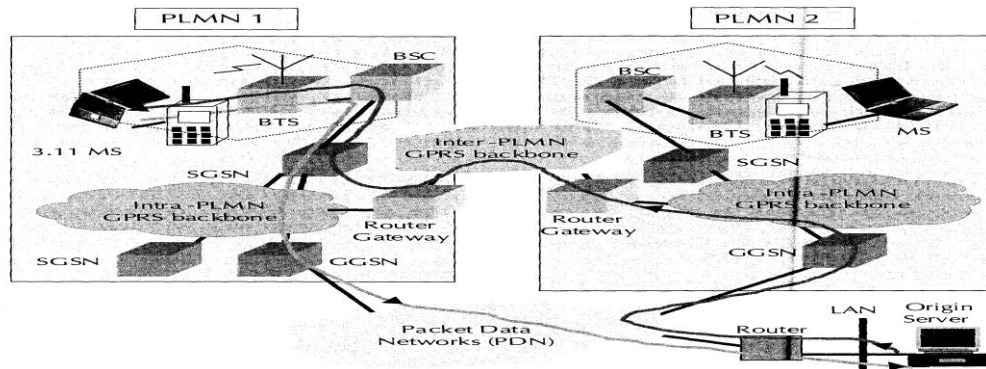 PLMN 1
PLMN 2
BSC
BSC
BTS
BTS
3.11 MS
MS
Inter-PLMN
GPRS backbone
SGSN
SGSN
Intra-PLMN
GPRS backbone
Intra-PLMN
GPRS backbone
Router
Gateway
Router
Gateway
SGSN
GGSN
GGSN
Packet Data
Networks (PDN)
Router
LAN
Origin
Server